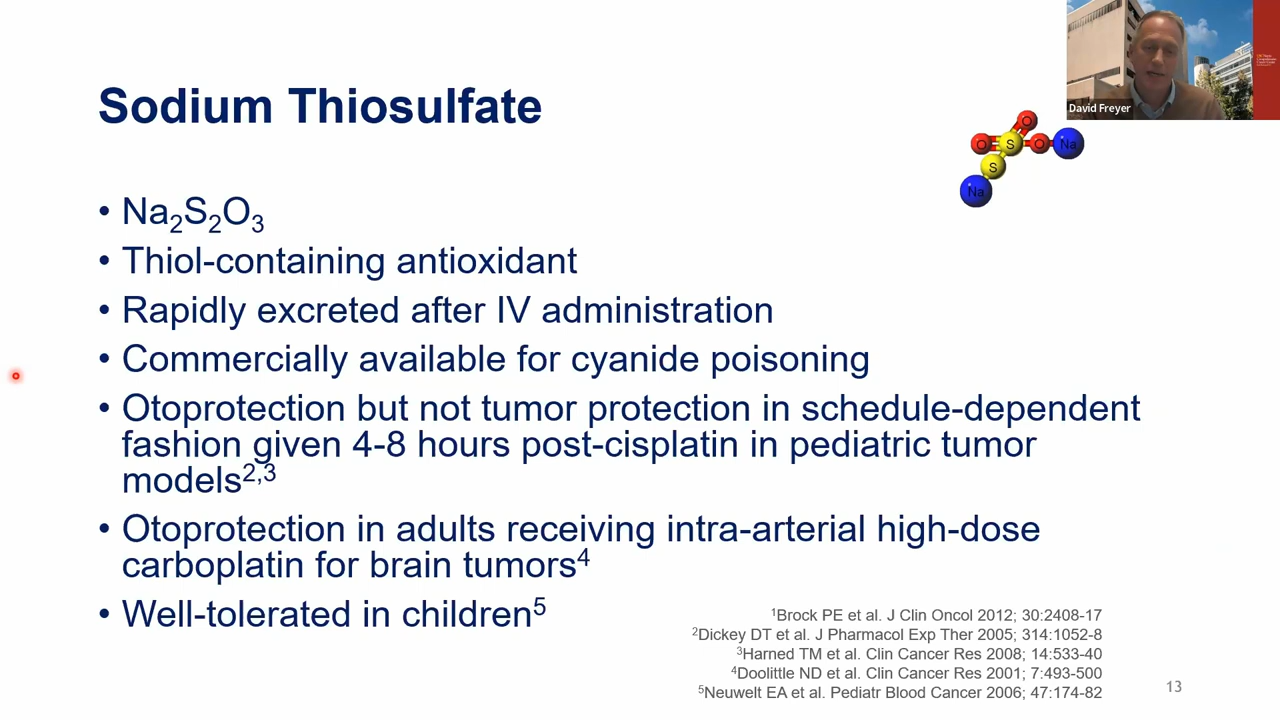 David Freyer
Sodium Thiosulfate
O
S
O
Na
S
Na
• Na₂S₂O₃
• Thiol-containing antioxidant
• Rapidly excreted after IV administration
• Commercially available for cyanide poisoning
• Otoprotection but not tumor protection in schedule-dependent
fashion given 4-8 hours post-cisplatin in pediatric tumor
models²,³
• Otoprotection in adults receiving intra-arterial high-dose
carboplatin for brain tumors⁴
• Well-tolerated in children⁵
¹Brock PE et al. J Clin Oncol 2012; 30:2408-17
²Dickey DT et al. J Pharmacol Exp Ther 2005; 314:1052-8
³Harned TM et al. Clin Cancer Res 2008; 14:533-40
⁴Doolittle ND et al. Clin Cancer Res 2001; 7:493-500
⁵Neuwelt EA et al. Pediatr Blood Cancer 2006; 47:174-82
13